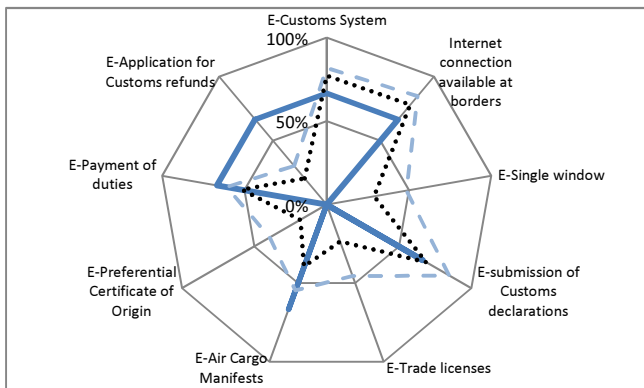 E-Customs System
100%
Internet
connection
available at
borders
E-Application for
Customs refunds
50%
E-Payment of
duties
E-Single window
0%
E-Preferential
Certificate of
Origin
E-submission of
Customs
declarations
E-Air Cargo
Manifests
E-Trade licenses